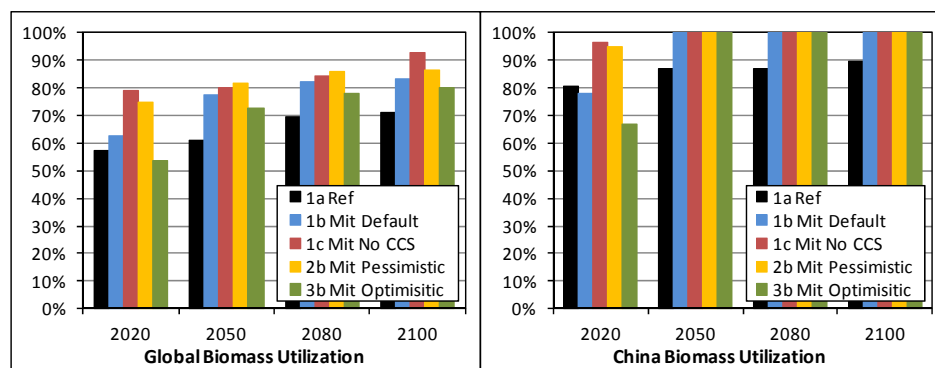 100%
90%
80%
70%
60%
50%
40%
30%
20%
10%
0%
1a Ref
1b Mit Default
1c Mit No CCS
2b Mit Pessimistic
3b Mit Optimisitic
2020 2050 2080 2100
Global Biomass Utilization
100%
90%
80%
70%
60%
50%
40%
30%
20%
10%
0%
1a Ref
1b Mit Default
1c Mit No CCS
2b Mit Pessimistic
3b Mit Optimisitic
2020 2050 2080 2100
China Biomass Utilization